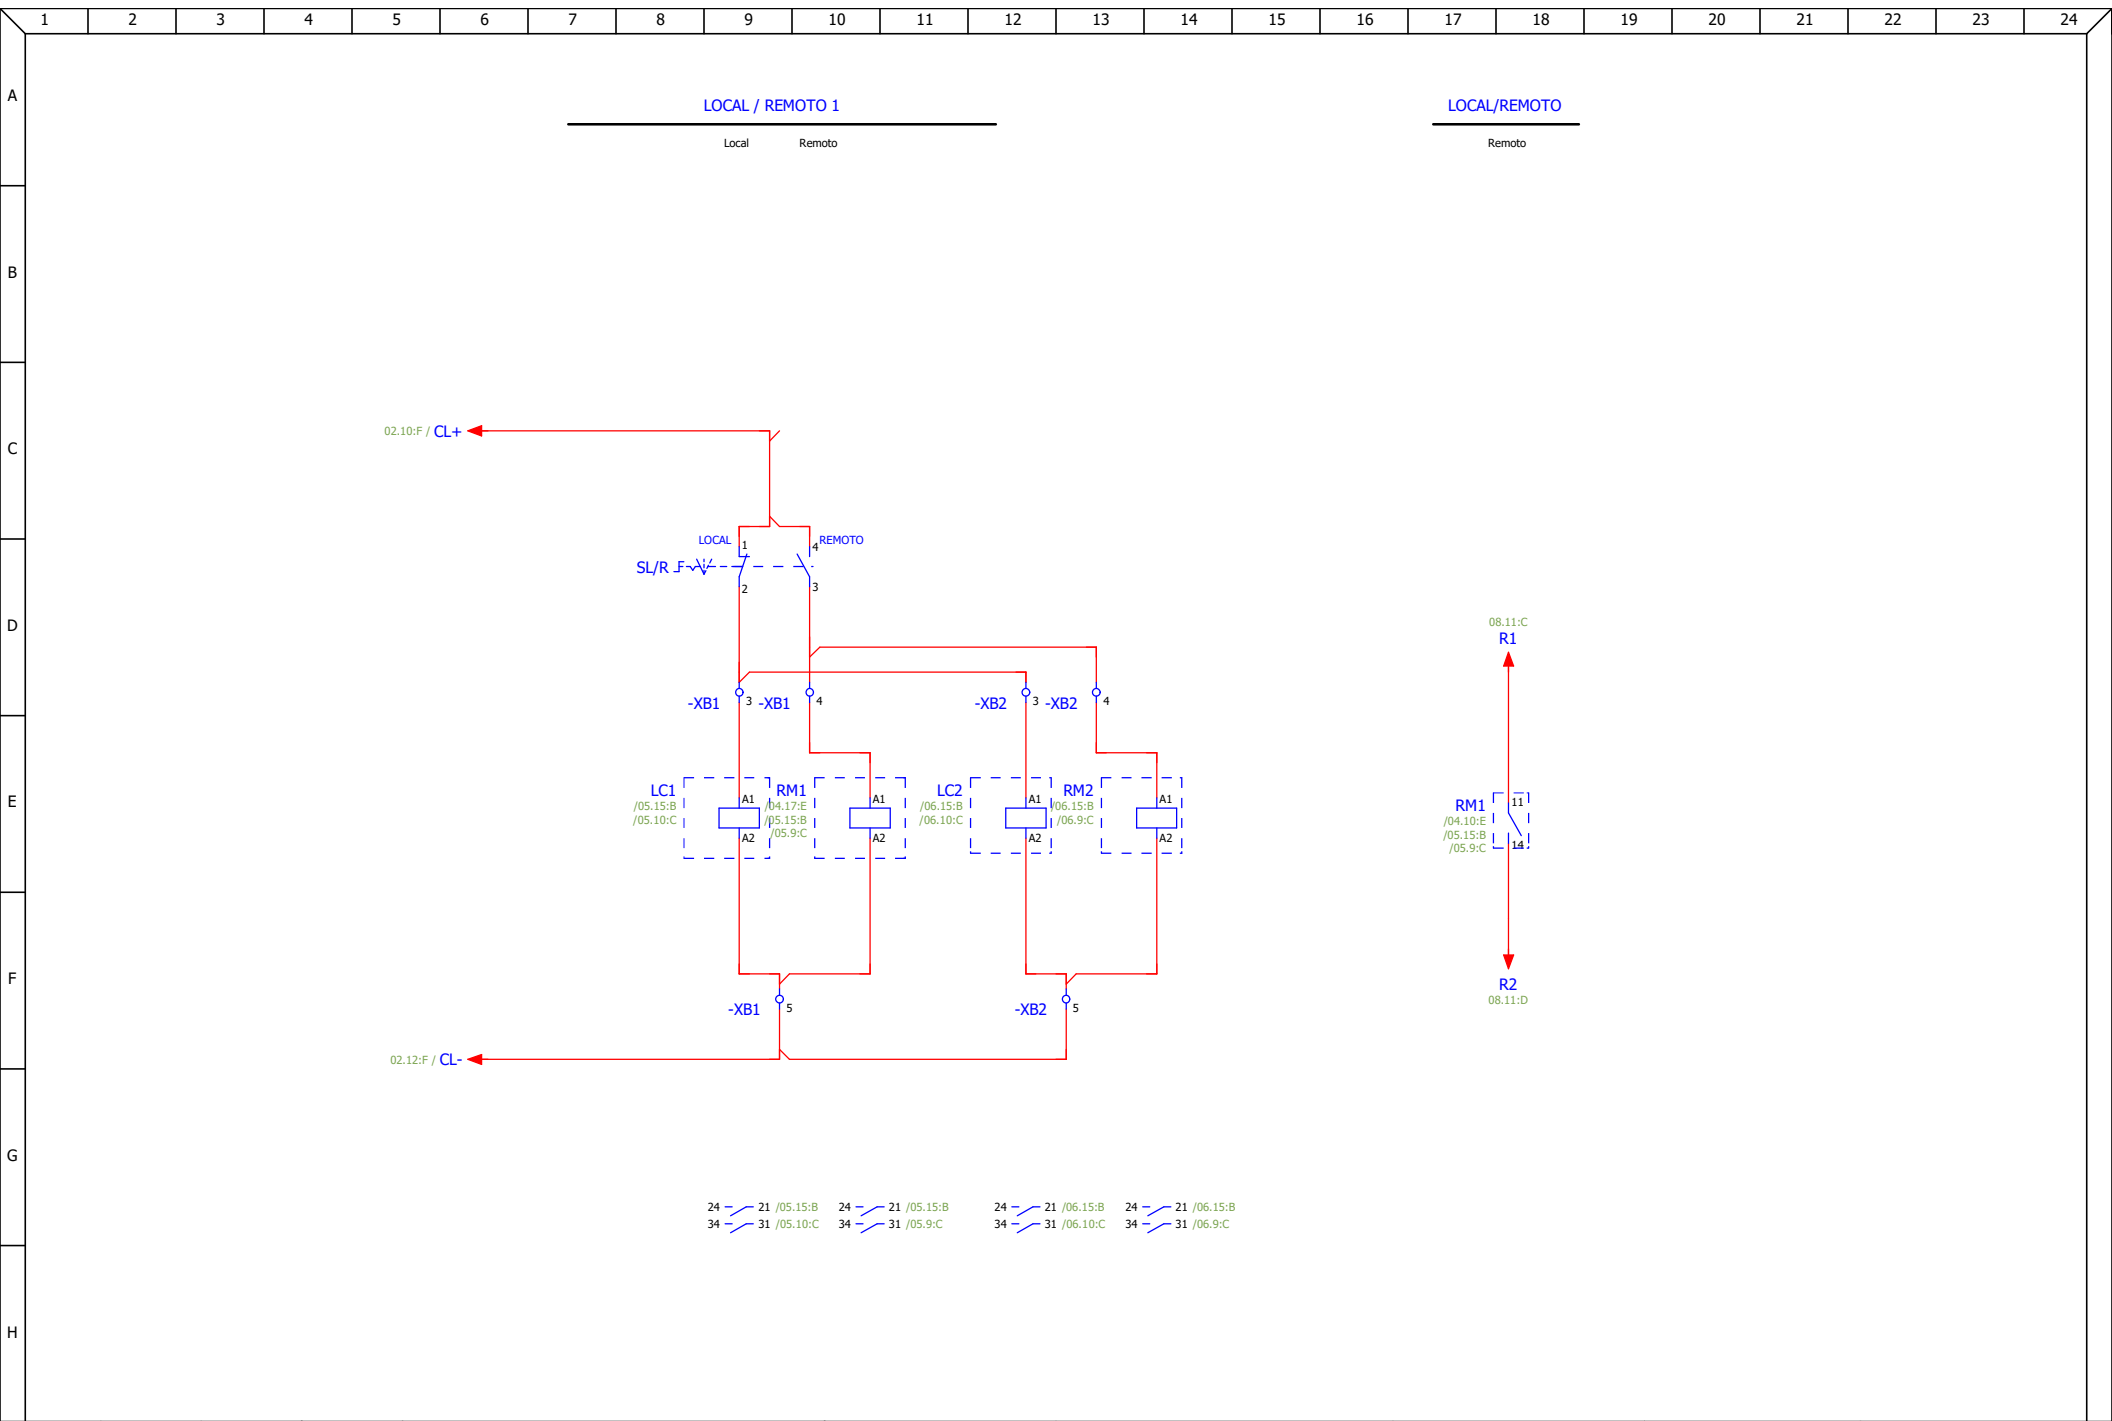 1 2 3 4 5 6 7 8 9 10 11 12 13 14 15 16 17 18 19 20 21 22 23 24
A
LOCAL / REMOTO 1
Local Remoto
LOCAL/REMOTO
Remoto
B
C
02.10:F / CL+
LOCAL 1 4 REMOTO
SL/R
2 3
D
08.11:C
R1
-XB1 3 -XB1 4 -XB2 3 -XB2 4
E
LC1
/05.15:B
/05.10:C
A1
A2
RM1
/04.17:E
/05.15:B
/05.9:C
A1
A2
LC2
/06.15:B
/06.10:C
A1
A2
RM2
/06.15:B
/06.9:C
A1
A2
RM1
/04.10:E
/05.15:B
/05.9:C
11
14
F
R2
08.11:D
-XB1 5 -XB2 5
02.12:F / CL-
G
24 21 /05.15:B 24 21 /05.15:B 24 21 /06.15:B 24 21 /06.15:B
34 31 /05.10:C 34 31 /05.9:C 34 31 /06.10:C 34 31 /06.9:C
H